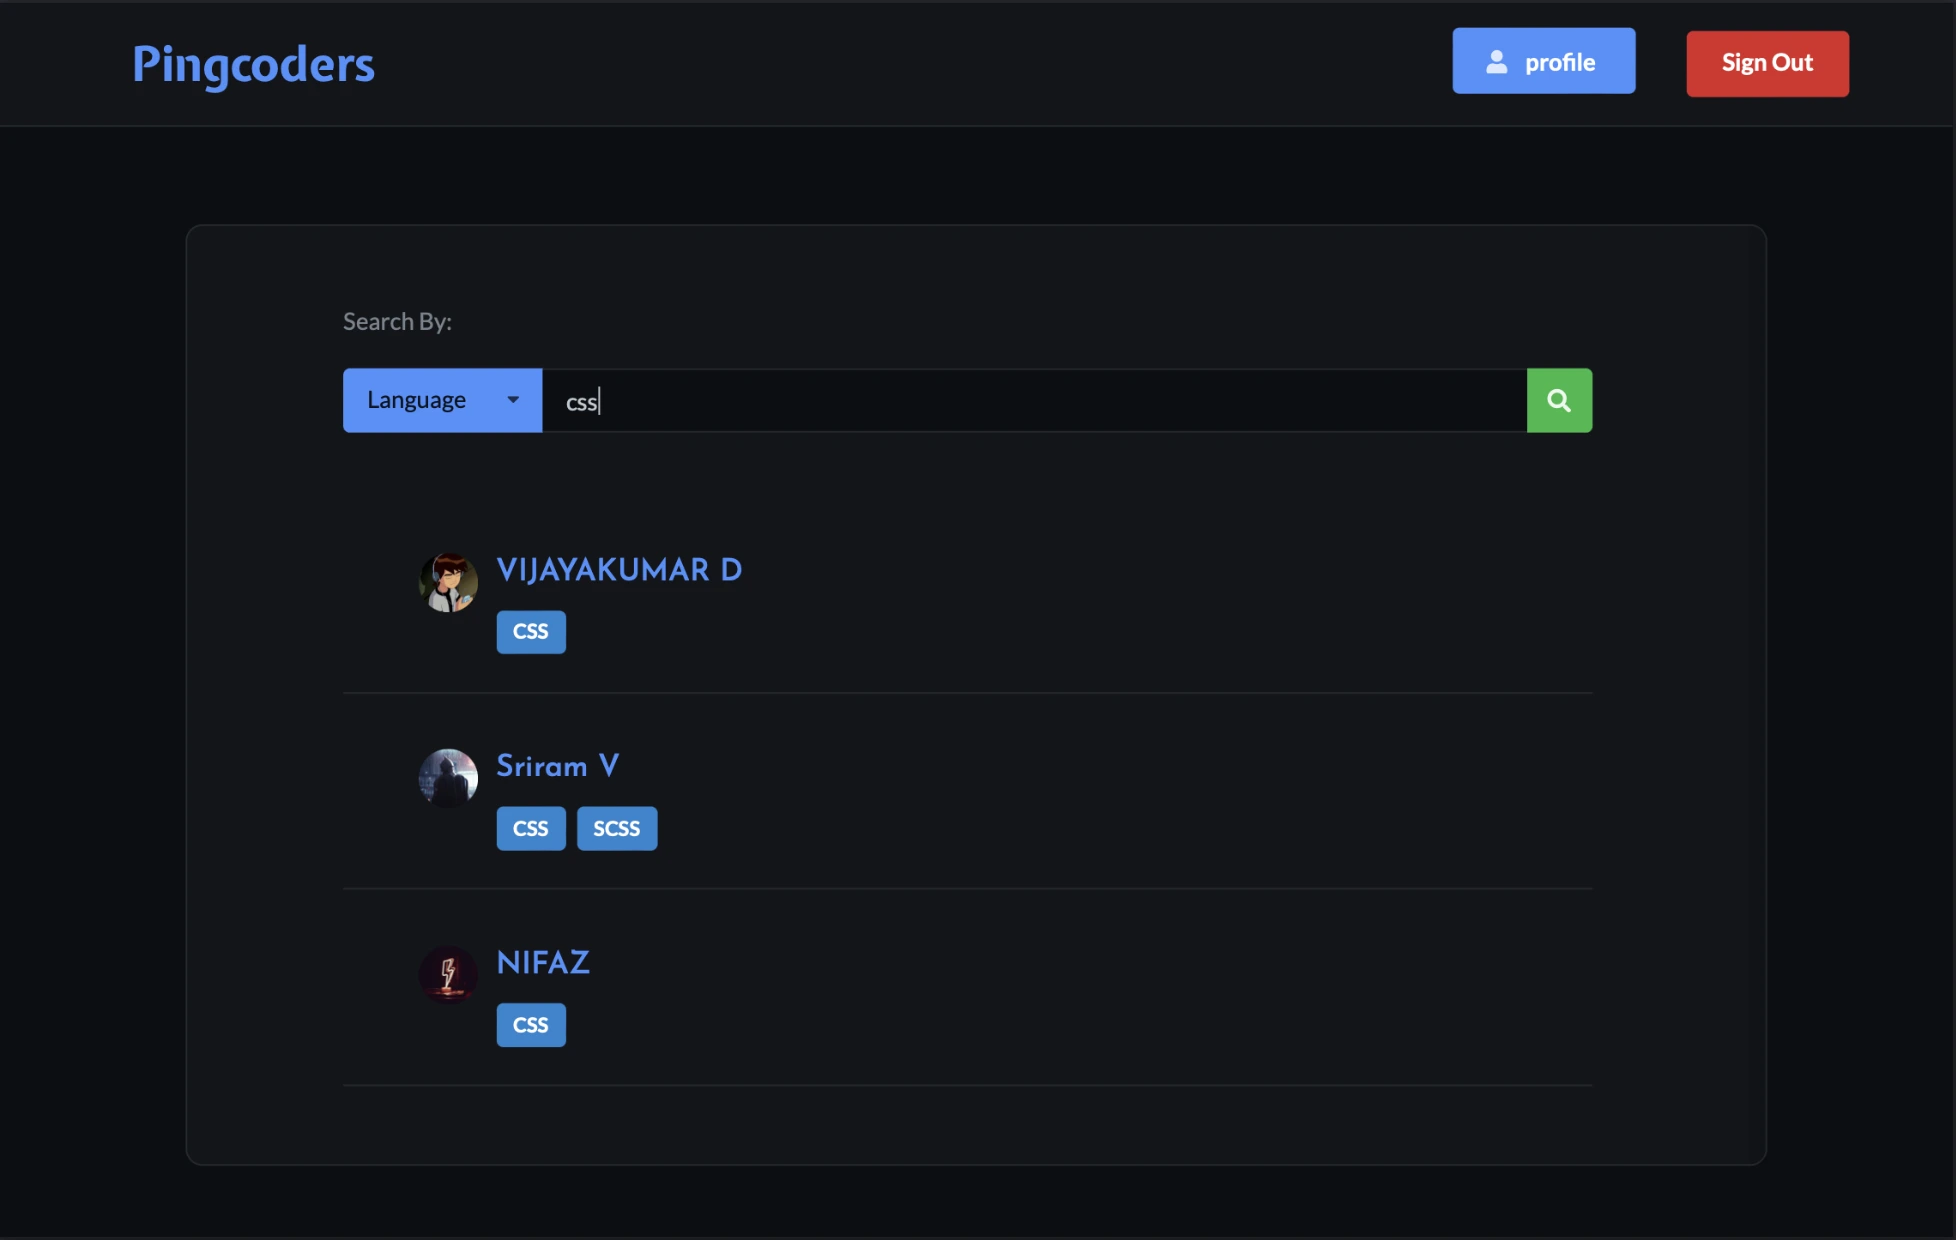 Pingcoders
profile
Sign Out
Search By:
Language
css
VIJAYAKUMAR D
CSS
Sriram V
CSS SCSS
NIFAZ
CSS